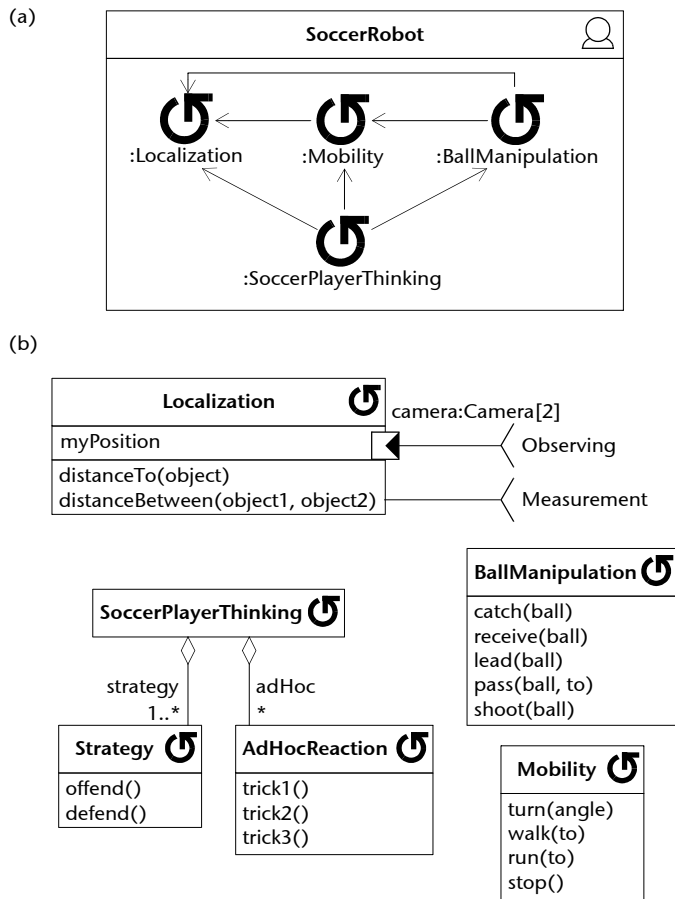 (a)
SoccerRobot
:Localization
:Mobility
:BallManipulation
:SoccerPlayerThinking
(b)
Localization
camera:Camera[2]
myPosition
Observing
distanceTo(object)
distanceBetween(object1, object2)
Measurement
BallManipulation
catch(ball)
receive(ball)
lead(ball)
pass(ball, to)
shoot(ball)
SoccerPlayerThinking
strategy
1..*
adHoc
*
Strategy
offend()
defend()
AdHocReaction
trick1()
trick2()
trick3()
Mobility
turn(angle)
walk(to)
run(to)
stop()